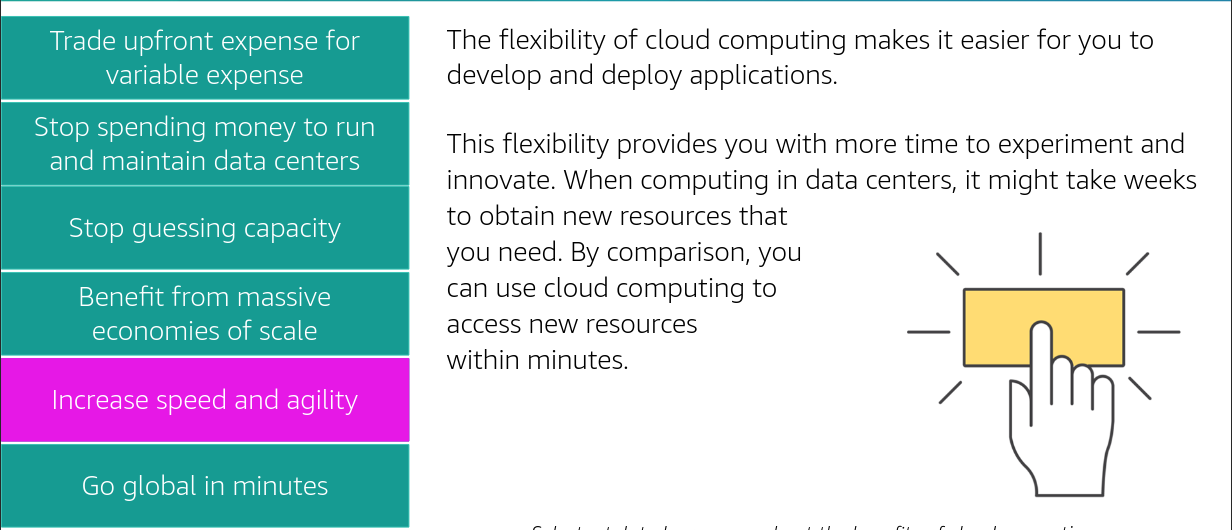 Trade upfront expense for
variable expense
Stop spending money to run
and maintain data centers
Stop guessing capacity
Benefit from massive
economies of scale
Increase speed and agility
Go global in minutes
The flexibility of cloud computing makes it easier for you to
develop and deploy applications.
This flexibility provides you with more time to experiment and
innovate. When computing in data centers, it might take weeks
to obtain new resources that
you need. By comparison, you
can use cloud computing to
access new resources
within minutes.